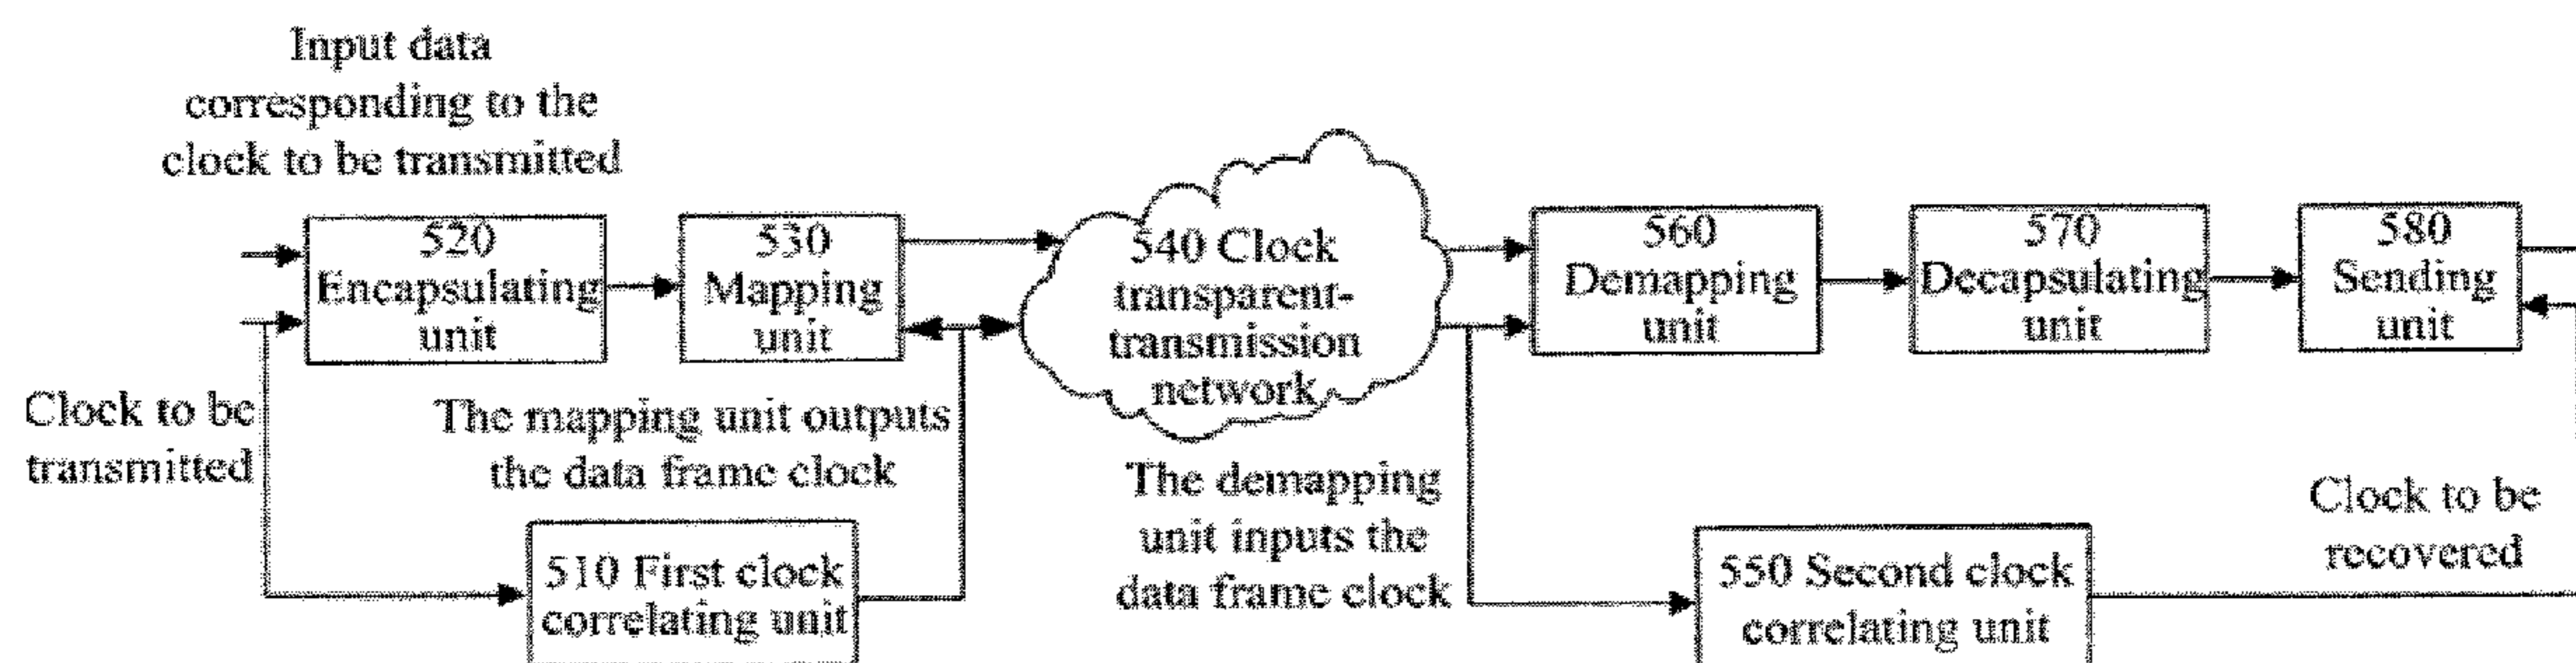 Input data
corresponding to the
clock to be transmitted
520
Encapsulating
unit
530
Mapping
unit
540 Clock
transparent-
transmission
network
560
Demapping
unit
570
Decapsulating
unit
580
Sending
unit
Clock to be
transmitted
The mapping unit outputs
the data frame clock
The demapping
unit inputs the
data frame clock
Clock to be
recovered
510 First clock
correlating unit
550 Second clock
correlating unit